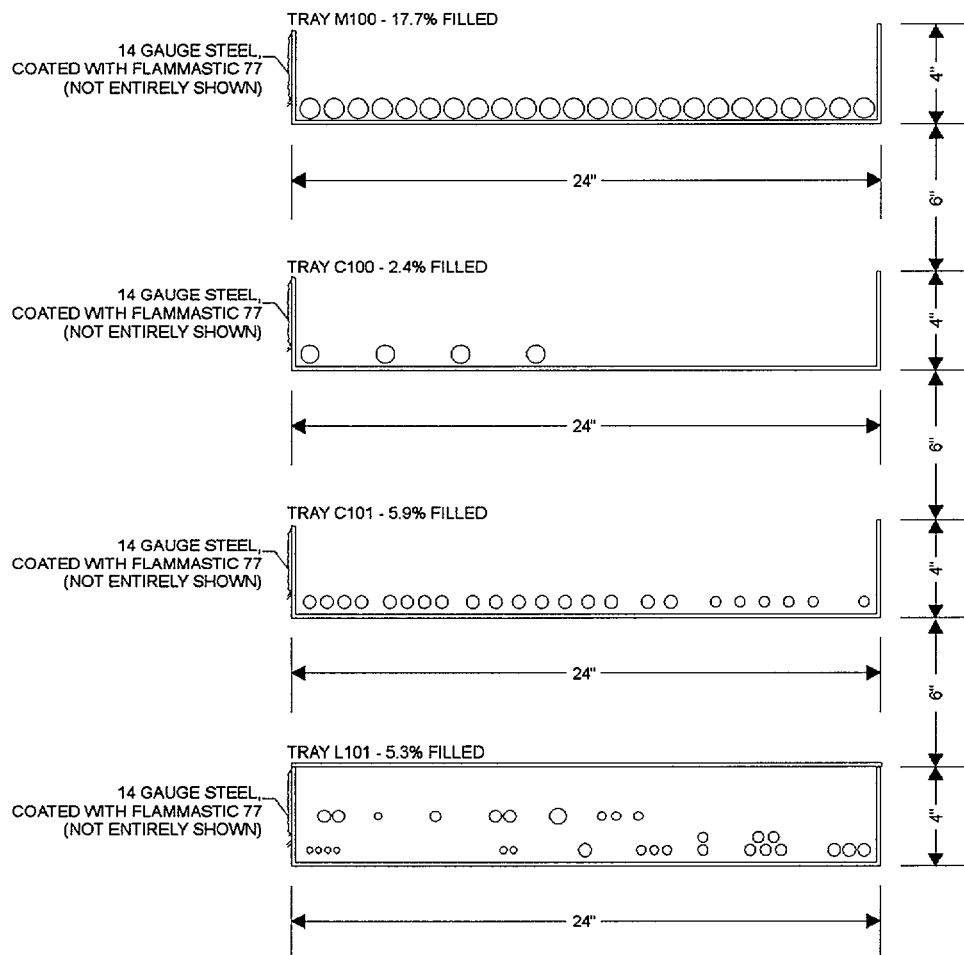 TRAY M100 - 17.7% FILLED
14 GAUGE STEEL,
COATED WITH FLAMMASTIC 77
(NOT ENTIRELY SHOWN)
4"
24"
6"
TRAY C100 - 2.4% FILLED
14 GAUGE STEEL,
COATED WITH FLAMMASTIC 77
(NOT ENTIRELY SHOWN)
4"
24"
6"
TRAY C101 - 5.9% FILLED
14 GAUGE STEEL,
COATED WITH FLAMMASTIC 77
(NOT ENTIRELY SHOWN)
4"
24"
6"
TRAY L101 - 5.3% FILLED
14 GAUGE STEEL,
COATED WITH FLAMMASTIC 77
(NOT ENTIRELY SHOWN)
4"
24"